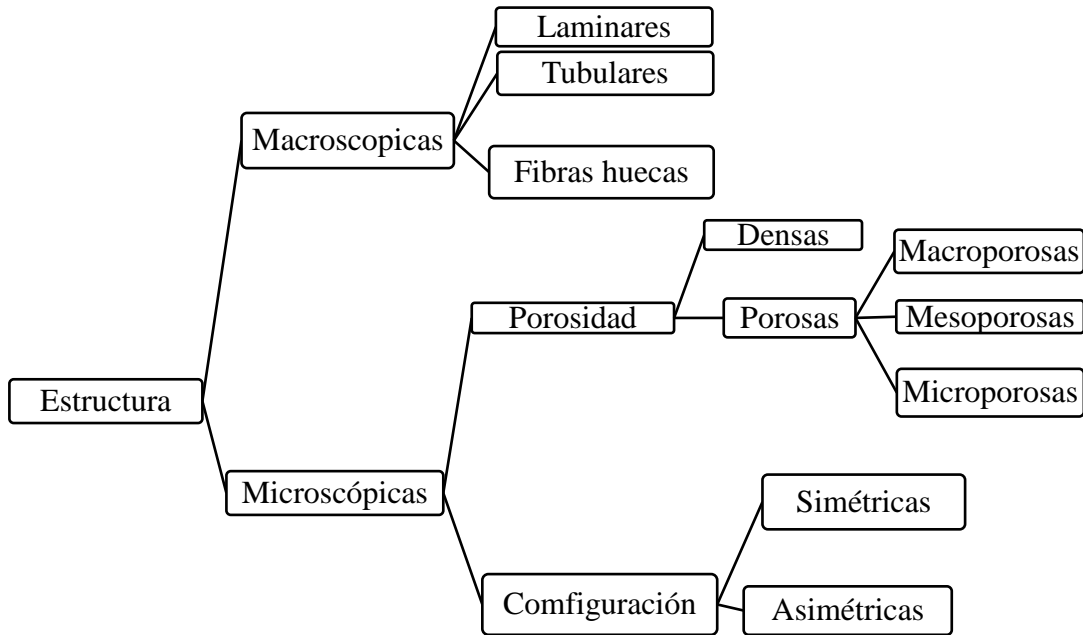 Laminares
Tubulares
Macroscopicas
Fibras huecas
Densas
Macroporosas
Porosidad
Porosas
Mesoporosas
Estructura
Microporosas
Microscópicas
Simétricas
Comfiguración
Asimétricas